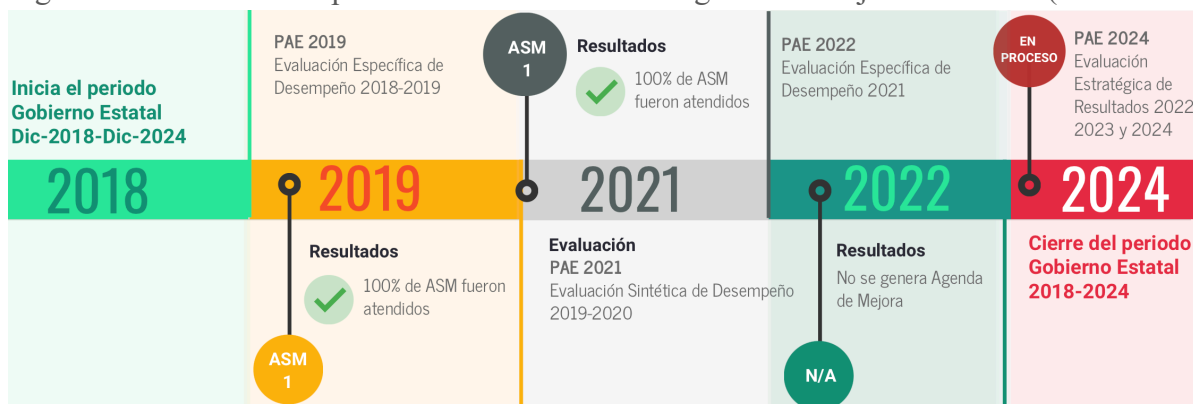 Inicia el periodo
Gobierno Estatal
Dic-2018-Dic-2024
2018
PAE 2019
Evaluación Específica de
Desempeño 2018-2019
2019
Resultados
100% de ASM fueron
atendidos
ASM
1
ASM
1
Resultados
100% de ASM
fueron atendidos
2021
Evaluación
PAE 2021
Evaluación Sintética de Desempeño
2019-2020
PAE 2022
Evaluación Específica de
Desempeño 2021
2022
Resultados
No se genera Agenda
de Mejora
N/A
EN
PROCESO
PAE 2024
Evaluación
Estratégica de
Resultados 2022
2023 y 2024
2024
Cierre del periodo
Gobierno Estatal
2018-2024